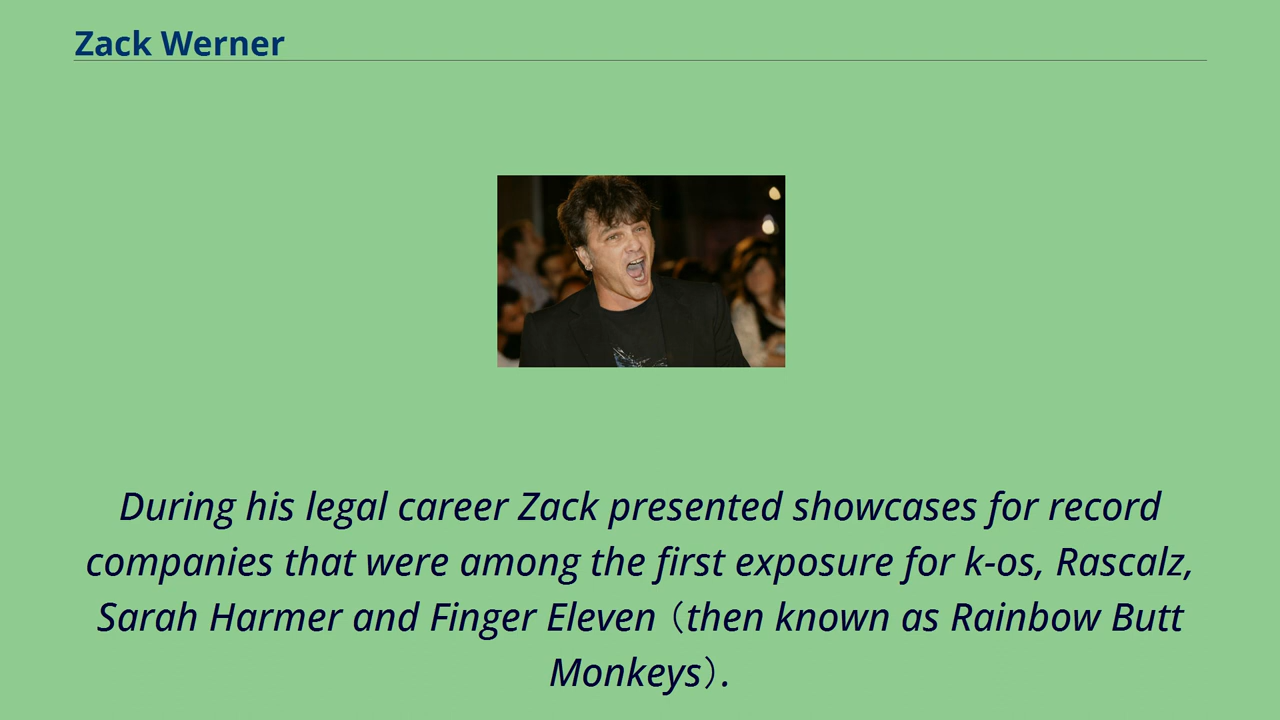 Zack Werner
During his legal career Zack presented showcases for record
companies that were among the first exposure for k-os, Rascalz,
Sarah Harmer and Finger Eleven（then known as Rainbow Butt
Monkeys）.